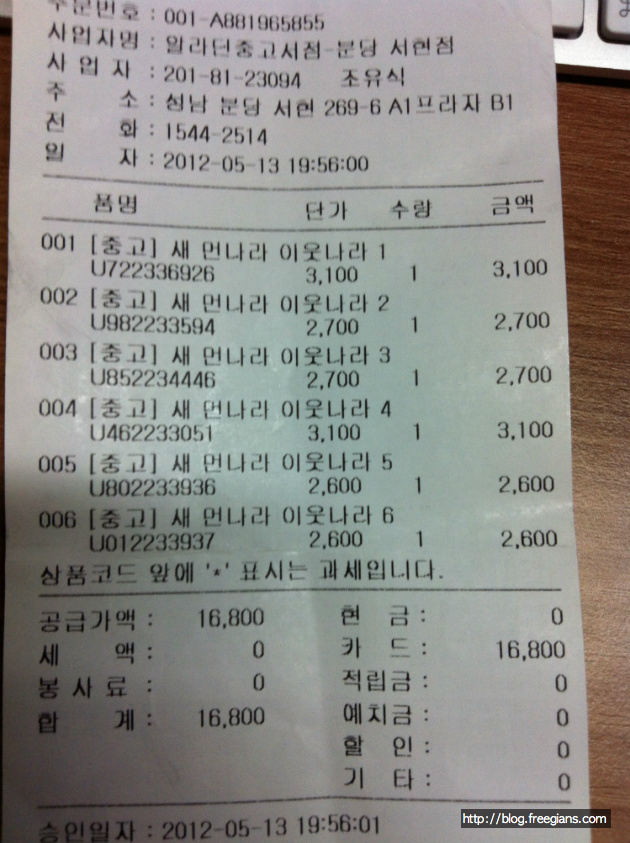 주문번호 : 001-A881965855
사업자명 : 알라딘중고서점-분당 서현점
사 업 자 : 201-81-23094 조유식
주 소 : 성남 분당 서현 269-6 A1프라자 B1
전 화 : 1544-2514
일 자 : 2012-05-13 19:56:00
품명 단가 수량 금액
001 [중고] 새 먼나라 이웃나라 1
U722336926 3,100 1 3,100
002 [중고] 새 먼나라 이웃나라 2
U982233594 2,700 1 2,700
003 [중고] 새 먼나라 이웃나라 3
U852234446 2,700 1 2,700
004 [중고] 새 먼나라 이웃나라 4
U462233051 3,100 1 3,100
005 [중고] 새 먼나라 이웃나라 5
U802233936 2,600 1 2,600
006 [중고] 새 먼나라 이웃나라 6
U012233937 2,600 1 2,600
상품코드 앞에 '*' 표시는 과세입니다.
공급가액 : 16,800 현 금 : 0
세 액 : 0 카 드 : 16,800
봉 사 료 : 0 적립금 : 0
합 계 : 16,800 예치금 : 0
할 인 : 0
기 타 : 0
승인일자 : 2012-05-13 19:56:01
http://blog.freegians.com